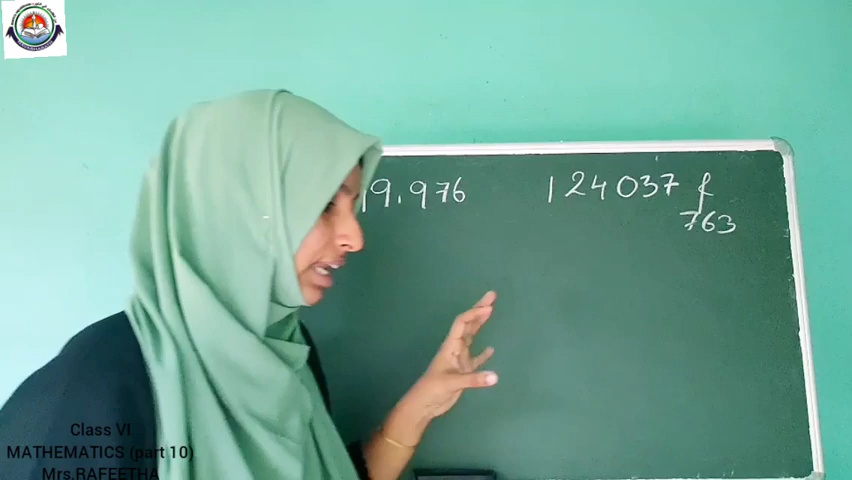 19.976 124037 &
763
Class VI
MATHEMATICS (part 10)
Mrs.RAFEETHA